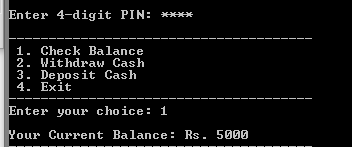 Enter 4-digit PIN: ****
--------------------------------------
1. Check Balance
2. Withdraw Cash
3. Deposit Cash
4. Exit
--------------------------------------
Enter your choice: 1
Your Current Balance: Rs. 5000
--------------------------------------